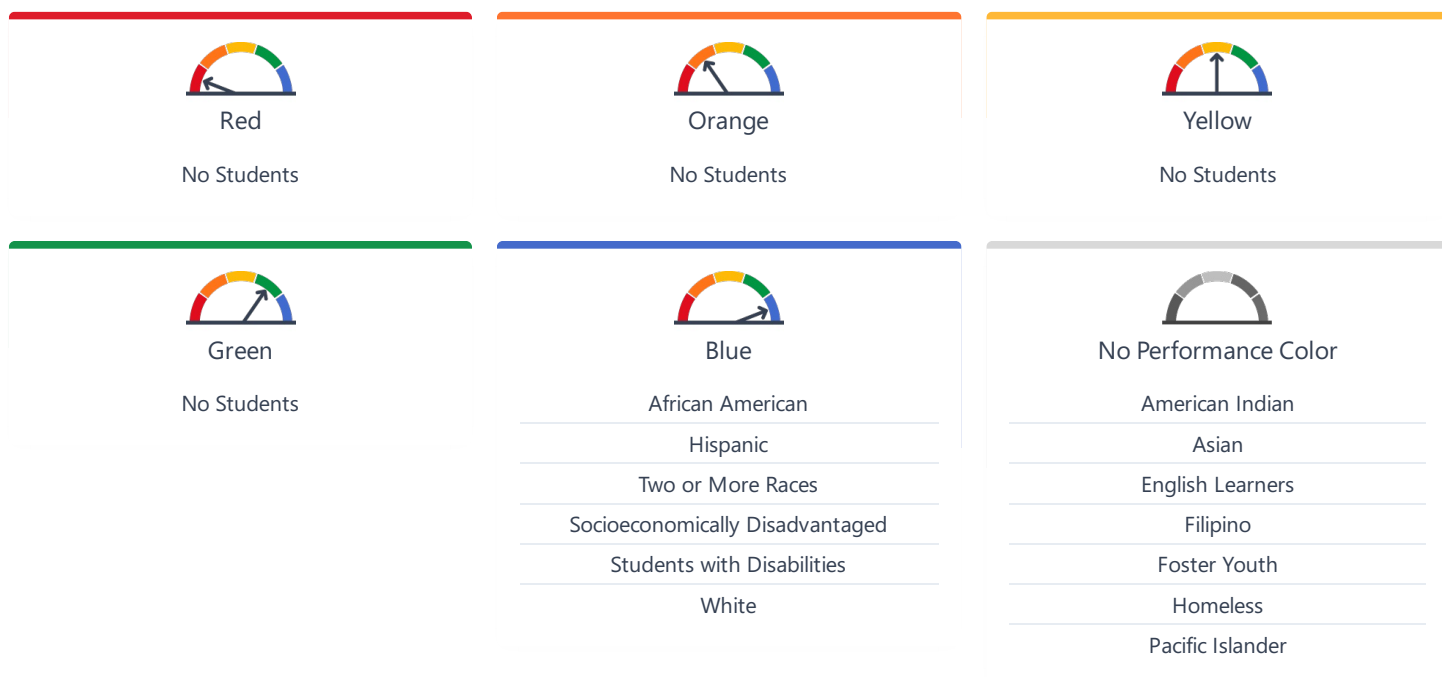 Red
No Students
Orange
No Students
Yellow
No Students
Green
No Students
Blue
African American
Hispanic
Two or More Races
Socioeconomically Disadvantaged
Students with Disabilities
White
No Performance Color
American Indian
Asian
English Learners
Filipino
Foster Youth
Homeless
Pacific Islander